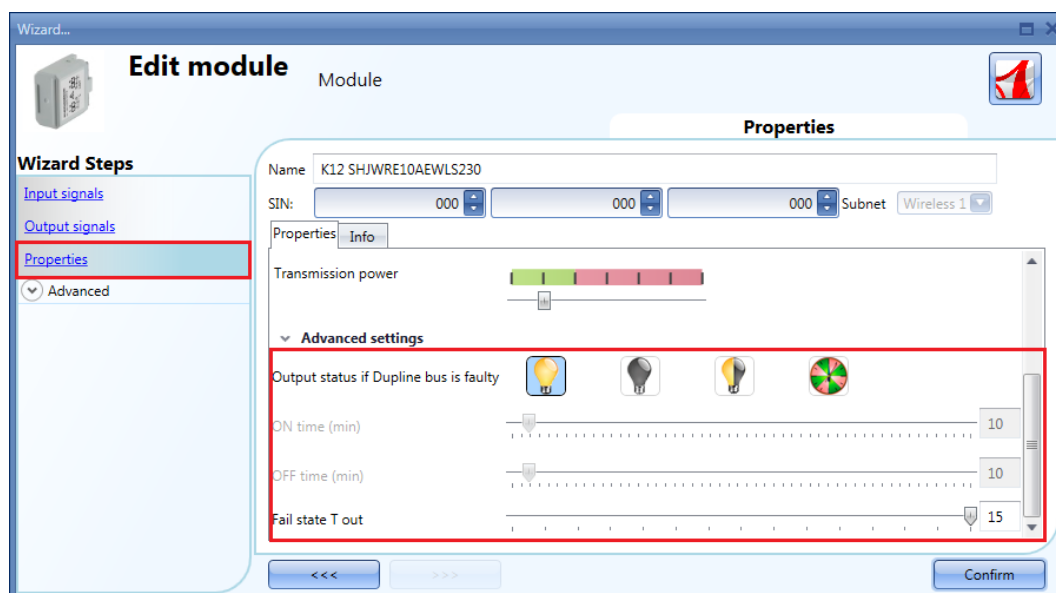 Wizard...
Edit module
Module
Properties
Wizard Steps
Input signals
Output signals
Properties
Advanced
Name K12 SHJWRE10AEWLS230
SIN: 000 000 000 Subnet Wireless 1
Properties Info
Transmission power
Advanced settings
Output status if Dupline bus is faulty
ON time (min) 10
OFF time (min) 10
Fail state T out 15
<<< >>> Confirm